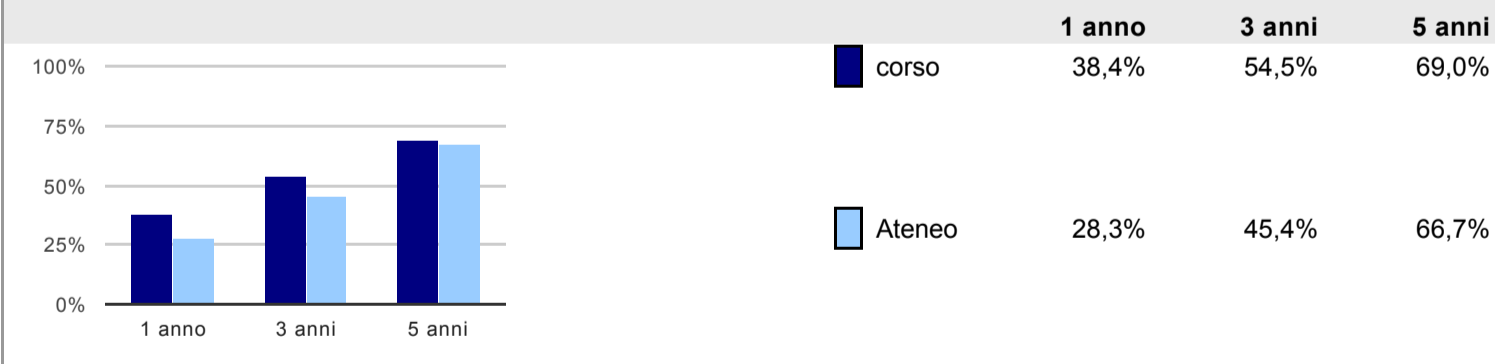 1 anno 3 anni 5 anni
100%
75%
50%
25%
0%
1 anno 3 anni 5 anni
corso 38,4% 54,5% 69,0%
Ateneo 28,3% 45,4% 66,7%